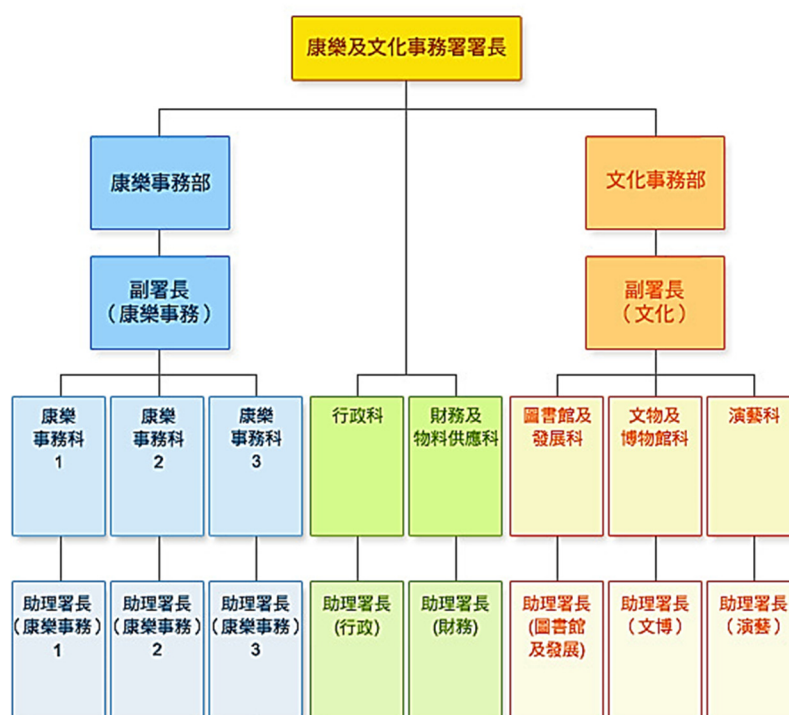 康樂及文化事務署署長
康樂事務部
文化事務部
副署長
（康樂事務）
副署長
（文化）
康樂
事務科
1
康樂
事務科
2
康樂
事務科
3
行政科
財務及
物料供應科
圖書館及
發展科
文物及
博物館科
演藝科
助理署長
（康樂事務）
1
助理署長
（康樂事務）
2
助理署長
（康樂事務）
3
助理署長
(行政)
助理署長
(財務)
助理署長
(圖書館
及發展)
助理署長
（文博）
助理署長
（演藝）